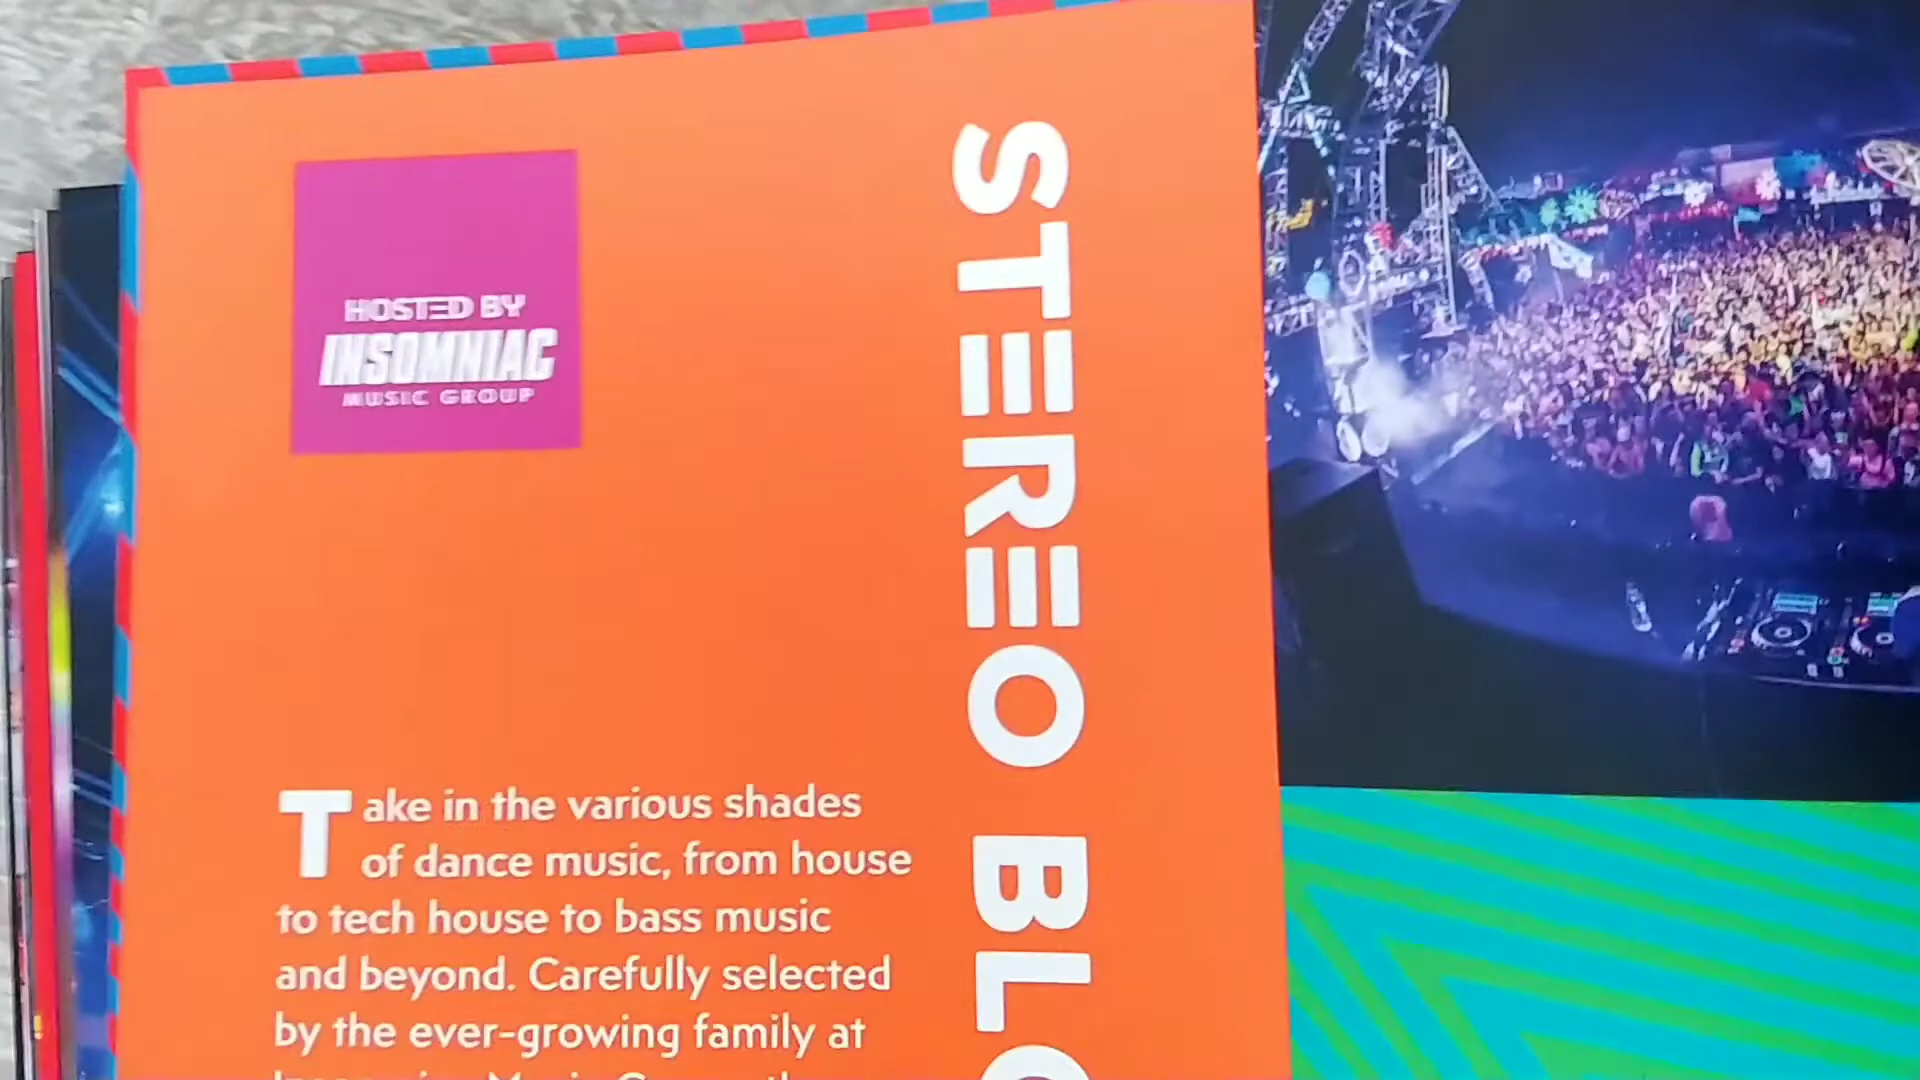 HOSTED BY
INSOMNIAC
MUSIC GROUP
STEREO
Take in the various shades
of dance music, from house
to tech house to bass music
and beyond. Carefully selected
by the ever-growing family at